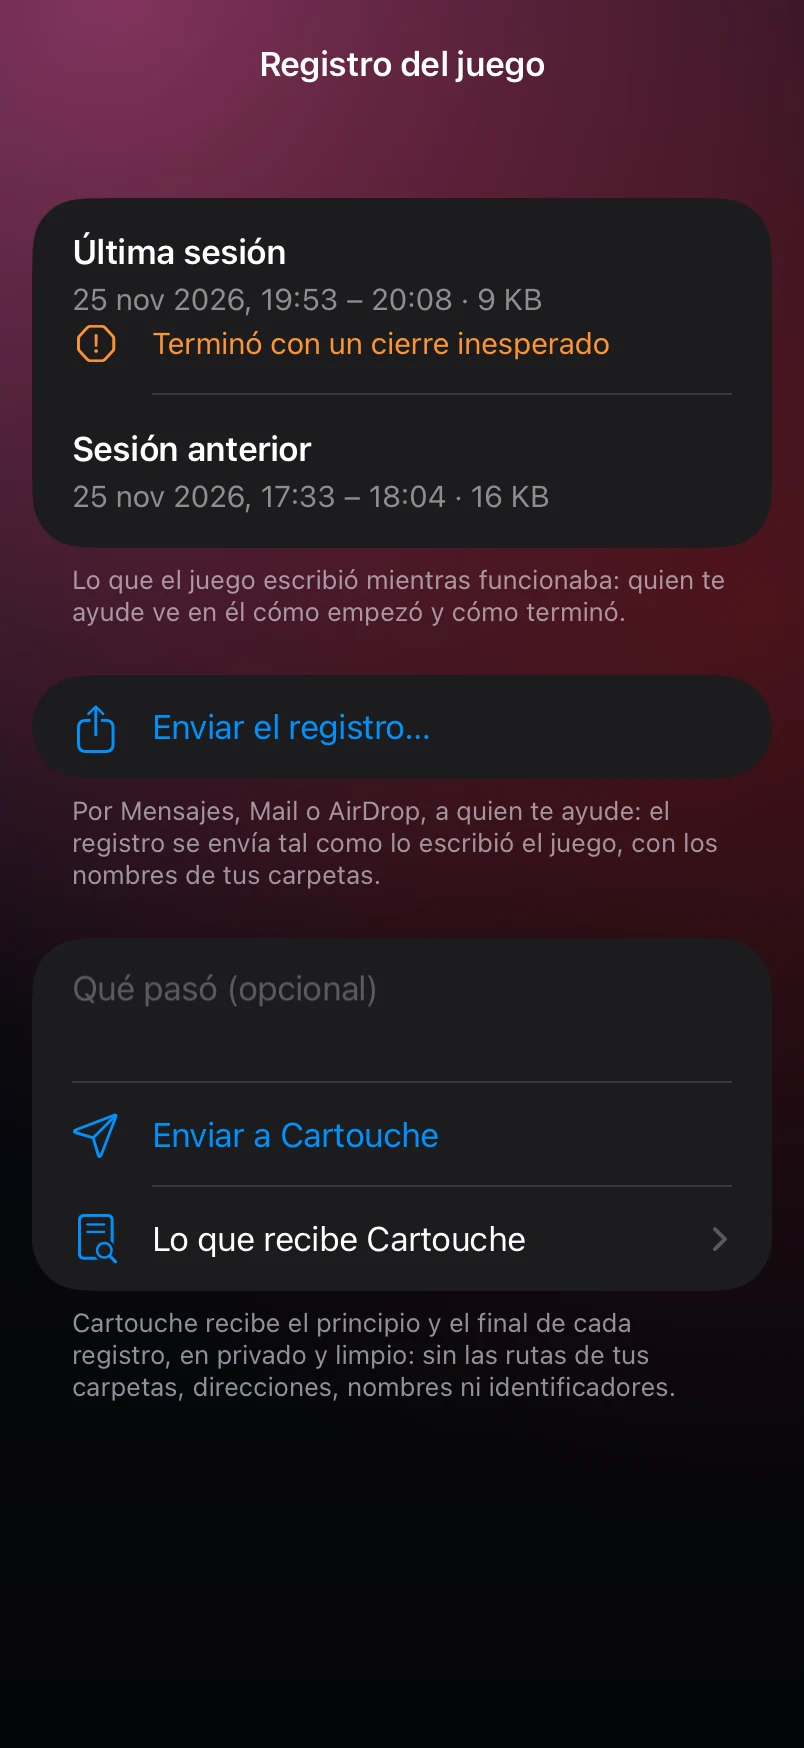 Registro del juego
Última sesión
25 nov 2026, 19:53 – 20:08 · 9 KB
Terminó con un cierre inesperado
Sesión anterior
25 nov 2026, 17:33 – 18:04 · 16 KB
Lo que el juego escribió mientras funcionaba: quien te
ayude ve en él cómo empezó y cómo terminó.
Enviar el registro...
Por Mensajes, Mail o AirDrop, a quien te ayude: el
registro se envía tal como lo escribió el juego, con los
nombres de tus carpetas.
Qué pasó (opcional)
Enviar a Cartouche
Lo que recibe Cartouche
Cartouche recibe el principio y el final de cada
registro, en privado y limpio: sin las rutas de tus
carpetas, direcciones, nombres ni identificadores.